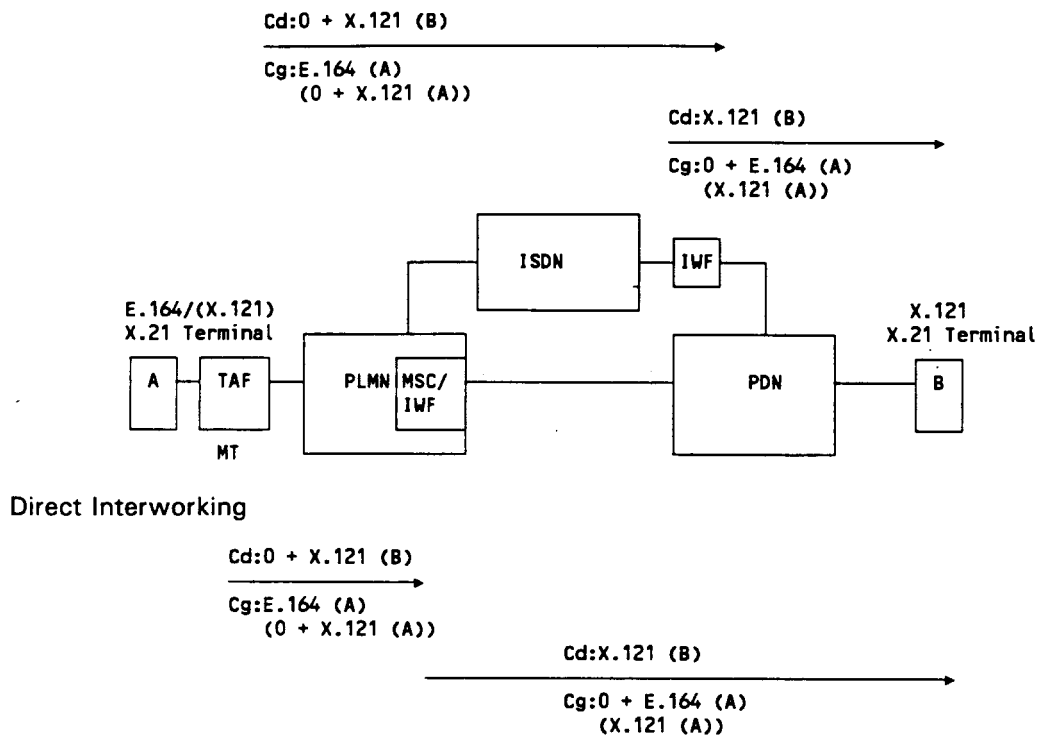 Cd:0 + X.121 (B)
Cg:E.164 (A)
(0 + X.121 (A))
Cd:X.121 (B)
Cg:0 + E.164 (A)
(X.121 (A))
ISDN
IWF
E.164/(X.121)
X.21 Terminal
X.121
X.21 Terminal
A
TAF
PLMN
MSC/
IWF
PDN
B
MT
Direct Interworking
Cd:0 + X.121 (B)
Cg:E.164 (A)
(0 + X.121 (A))
Cd:X.121 (B)
Cg:0 + E.164 (A)
(X.121 (A))